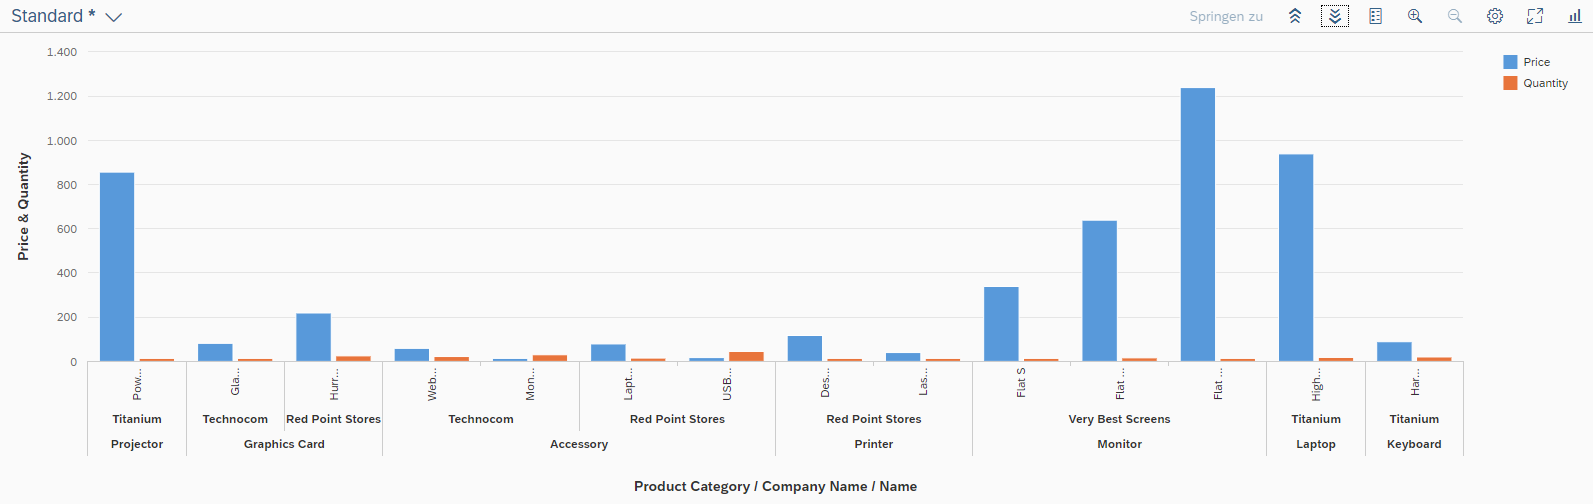 Standard *
Springen zu
Price
Quantity
Price & Quantity
1.400
1.200
1.000
800
600
400
200
0
Pow...
Gla...
Hurr...
Web...
Mon...
Lapt...
USB...
Des...
Las...
Flat S
Flat ...
Flat ...
High...
Har...
Titanium
Technocom
Red Point Stores
Technocom
Red Point Stores
Red Point Stores
Very Best Screens
Titanium
Titanium
Projector
Graphics Card
Accessory
Printer
Monitor
Laptop
Keyboard
Product Category / Company Name / Name